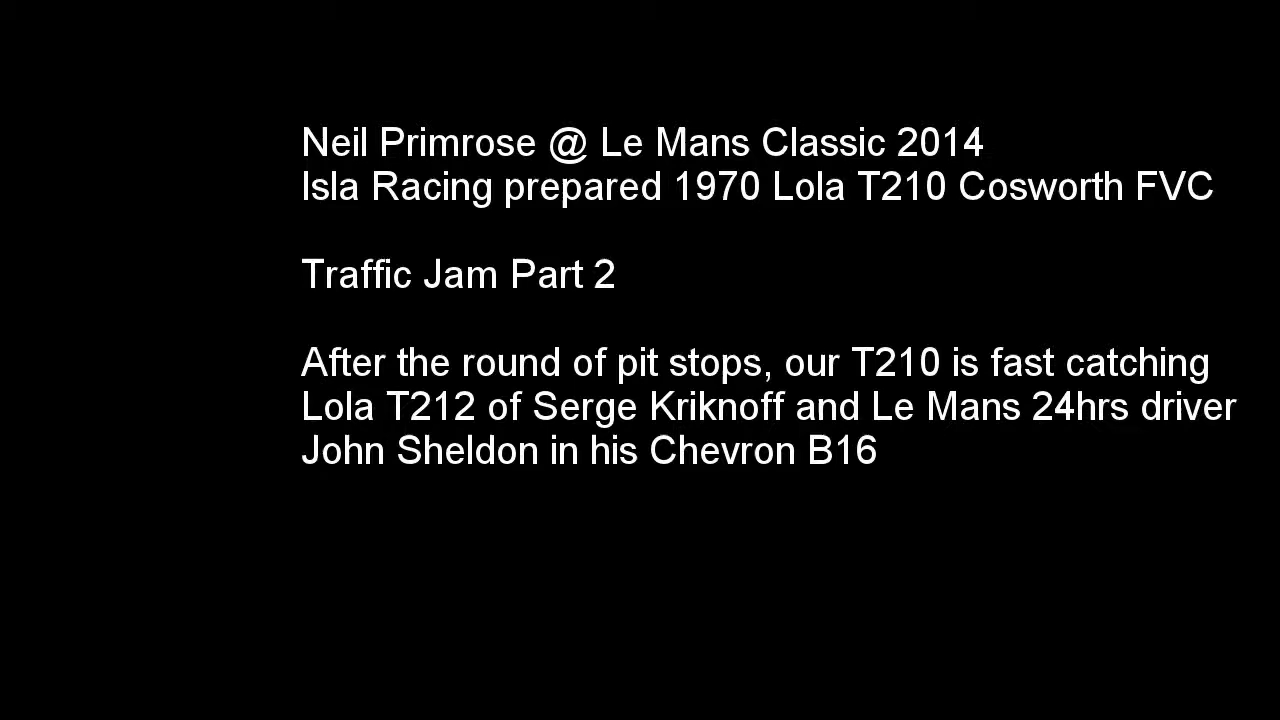 Neil Primrose @ Le Mans Classic 2014
Isla Racing prepared 1970 Lola T210 Cosworth FVC
Traffic Jam Part 2
After the round of pit stops, our T210 is fast catching
Lola T212 of Serge Kriknoff and Le Mans 24hrs driver
John Sheldon in his Chevron B16